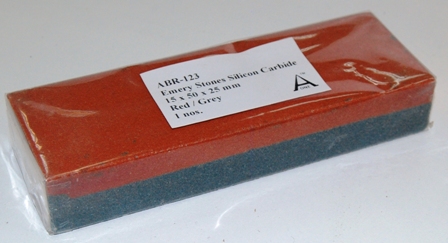 ABR-123
Emery Stones Silicon Carbide
15 x 50 x 25 mm
Red / Grey
1 nos.